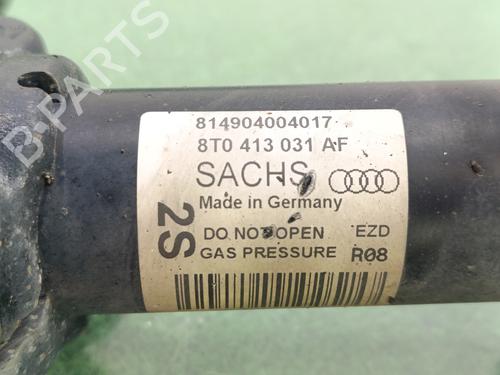 814904004017
8T0 413 031 AF
SACHS
Made in Germany
2S
DO NOT OPEN EZD
GAS PRESSURE R08
B-PARTS